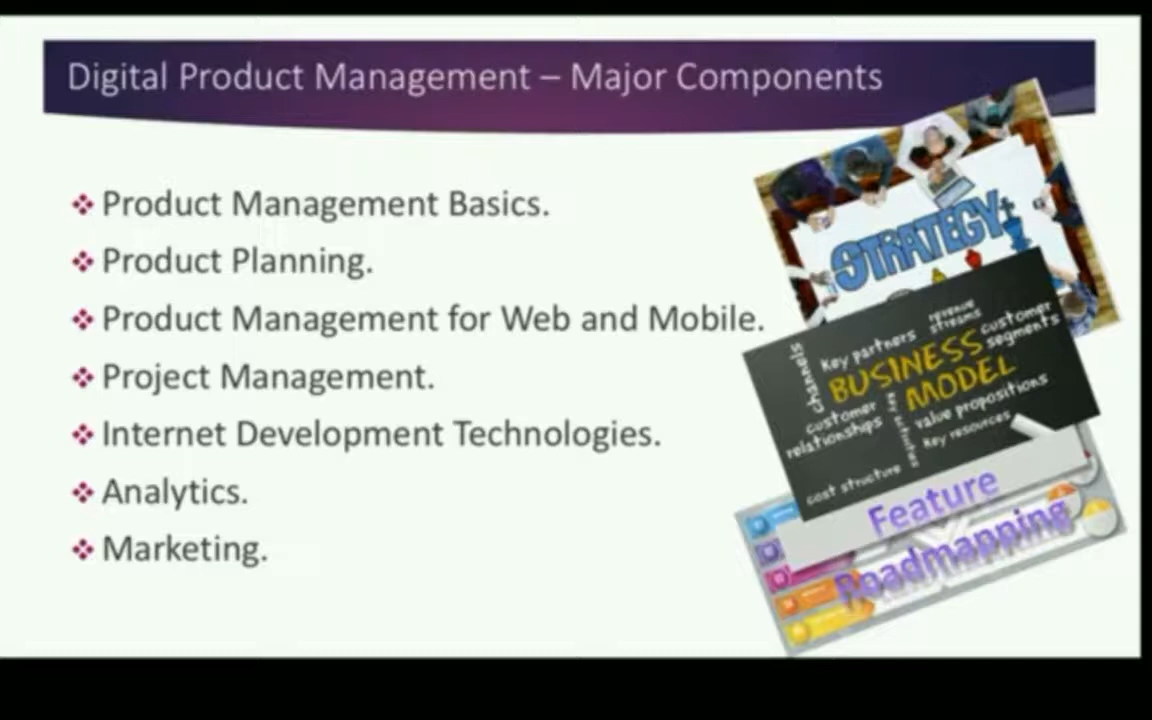 Digital Product Management – Major Components
Product Management Basics.
Product Planning.
Product Management for Web and Mobile.
Project Management.
Internet Development Technologies.
Analytics.
Marketing.
STRATEGY
channels
Key partners
revenue
streams
customer
segments
BUSINESS
MODEL
customer
relationships
key activities
value propositions
Key resources
cost structure
Feature
Roadmapping